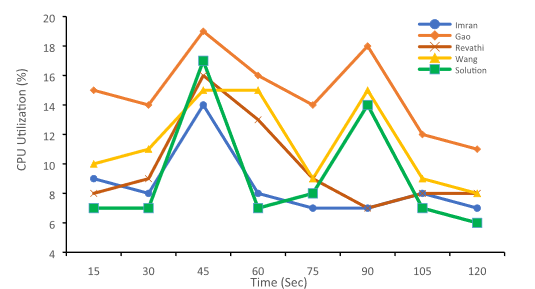 20
18
16
14
12
10
8
6
4
CPU Utilization (%)
15 30 45 60 75 90 105 120
Time (Sec)
Imran
Gao
Revathi
Wang
Solution